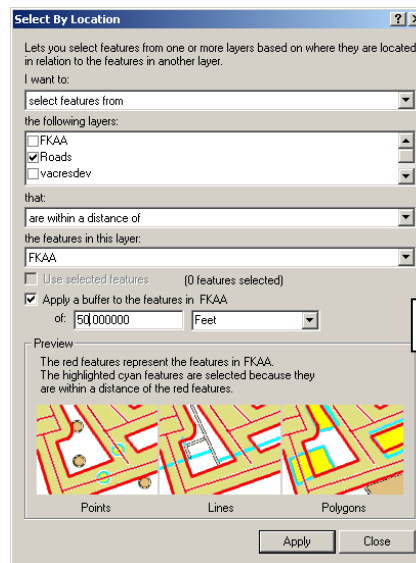 Select By Location
Lets you select features from one or more layers based on where they are located
in relation to the features in another layer.
I want to:
select features from
the following layers:
FKAA
Roads
vacresdev
that:
are within a distance of
the features in this layer:
FKAA
Use selected features (0 features selected)
Apply a buffer to the features in FKAA
of: 50.000000 Feet
Preview
The red features represent the features in FKAA.
The highlighted cyan features are selected because they
are within a distance of the red features.
Points Lines Polygons
Apply Close